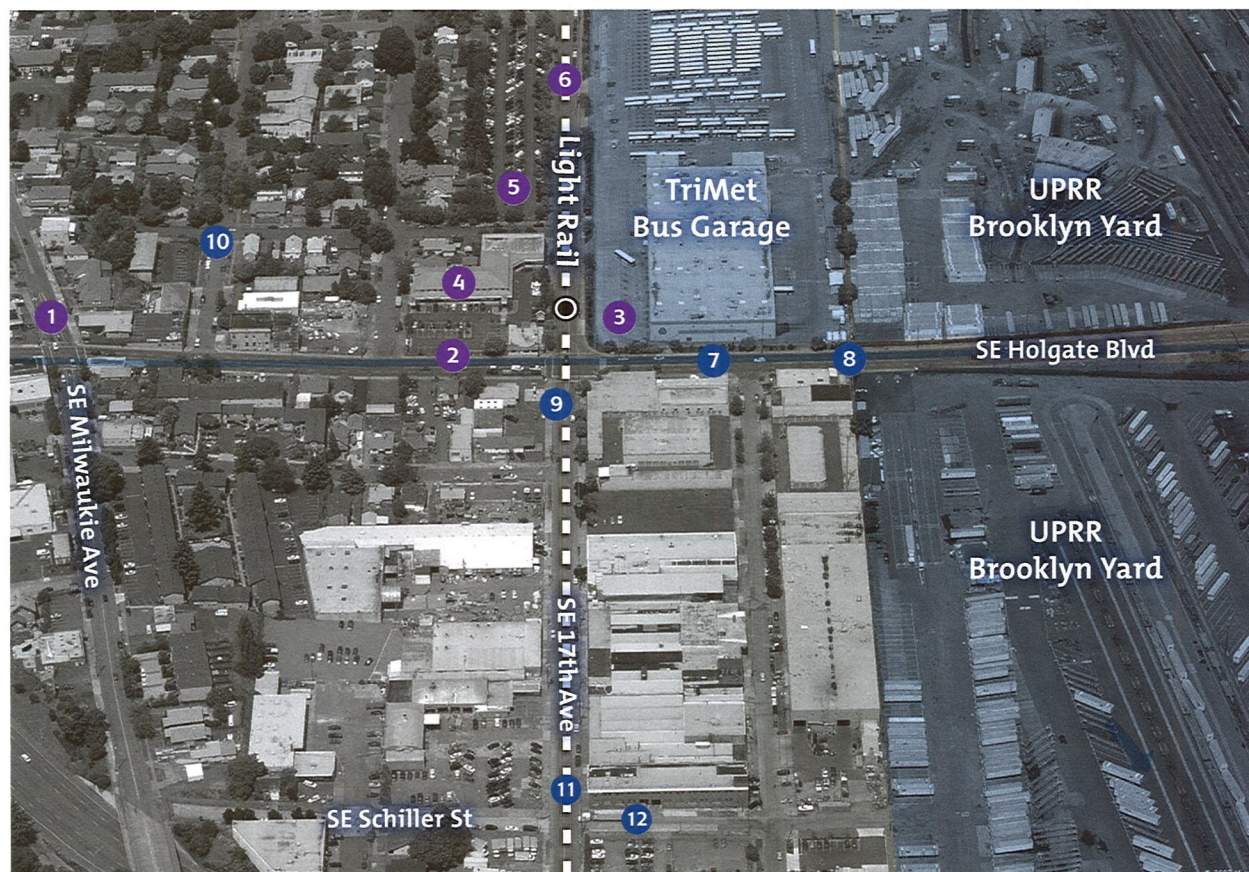 6
Light Rail
TriMet
Bus Garage
UPRR
Brooklyn Yard
5
10
4
1
3
2
7
8
SE Holgate Blvd
9
SE Milwaukie Ave
UPRR
Brooklyn Yard
SE 17th Ave
11
SE Schiller St
12